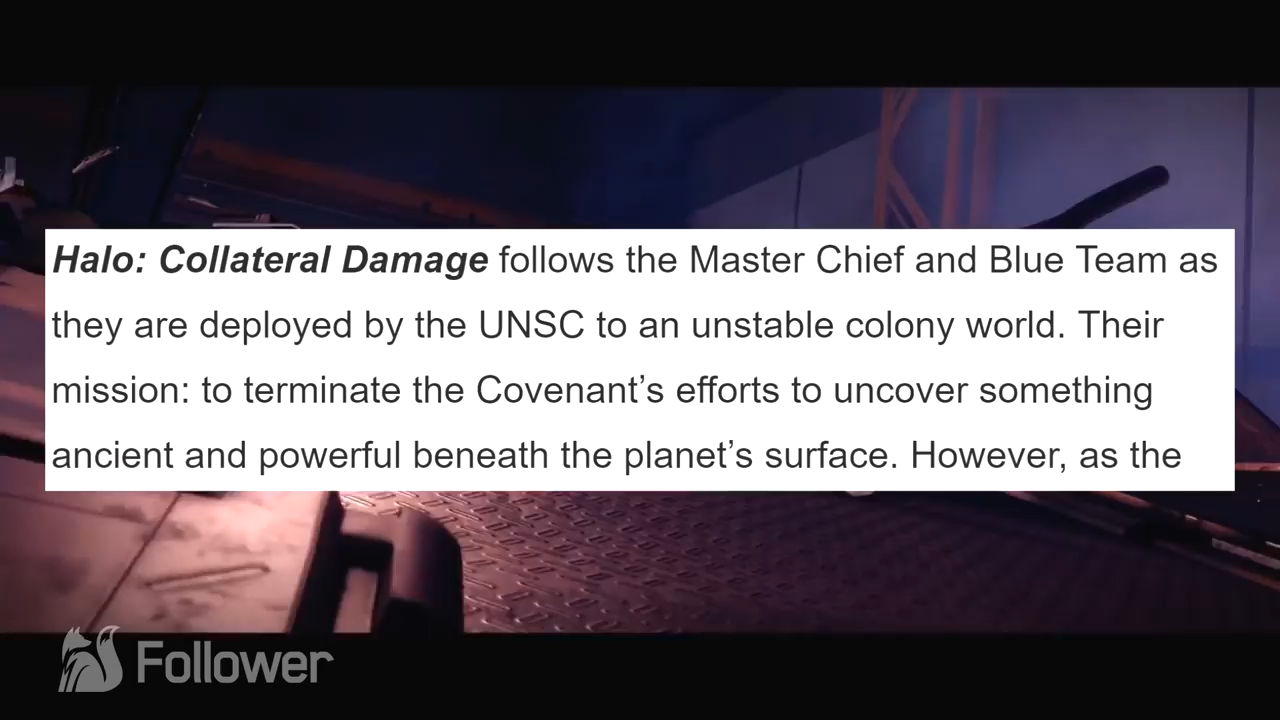 Halo: Collateral Damage follows the Master Chief and Blue Team as
they are deployed by the UNSC to an unstable colony world. Their
mission: to terminate the Covenant’s efforts to uncover something
ancient and powerful beneath the planet’s surface. However, as the
Follower